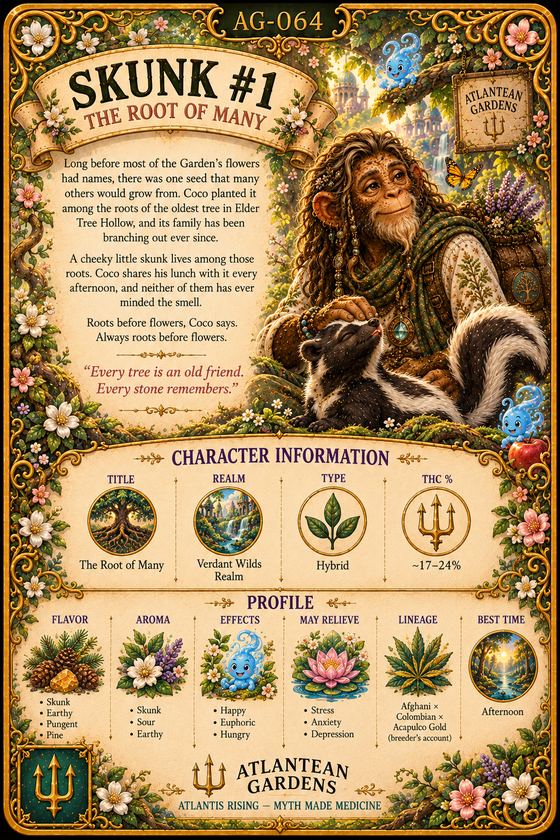 AG-064
SKUNK #1
THE ROOT OF MANY
ATLANTEAN
GARDENS
Long before most of the Garden's flowers
had names, there was one seed that many
others would grow from. Coco planted it
among the roots of the oldest tree in Elder
Tree Hollow, and its family has been
branching out ever since.
A cheeky little skunk lives among those
roots. Coco shares his lunch with it every
afternoon, and neither of them has ever
minded the smell.
Roots before flowers, Coco says.
Always roots before flowers.
"Every tree is an old friend.
Every stone remembers."
CHARACTER INFORMATION
TITLE
The Root of Many
REALM
Verdant Wilds
Realm
TYPE
Hybrid
THC %
~17–24%
PROFILE
FLAVOR
• Skunk
• Earthy
• Pungent
• Pine
AROMA
• Skunk
• Sour
• Earthy
EFFECTS
• Happy
• Euphoric
• Hungry
MAY RELIEVE
• Stress
• Anxiety
• Depression
LINEAGE
Afghani ×
Colombian ×
Acapulco Gold
(breeder's account)
BEST TIME
Afternoon
ATLANTEAN
GARDENS
ATLANTIS RISING — MYTH MADE MEDICINE